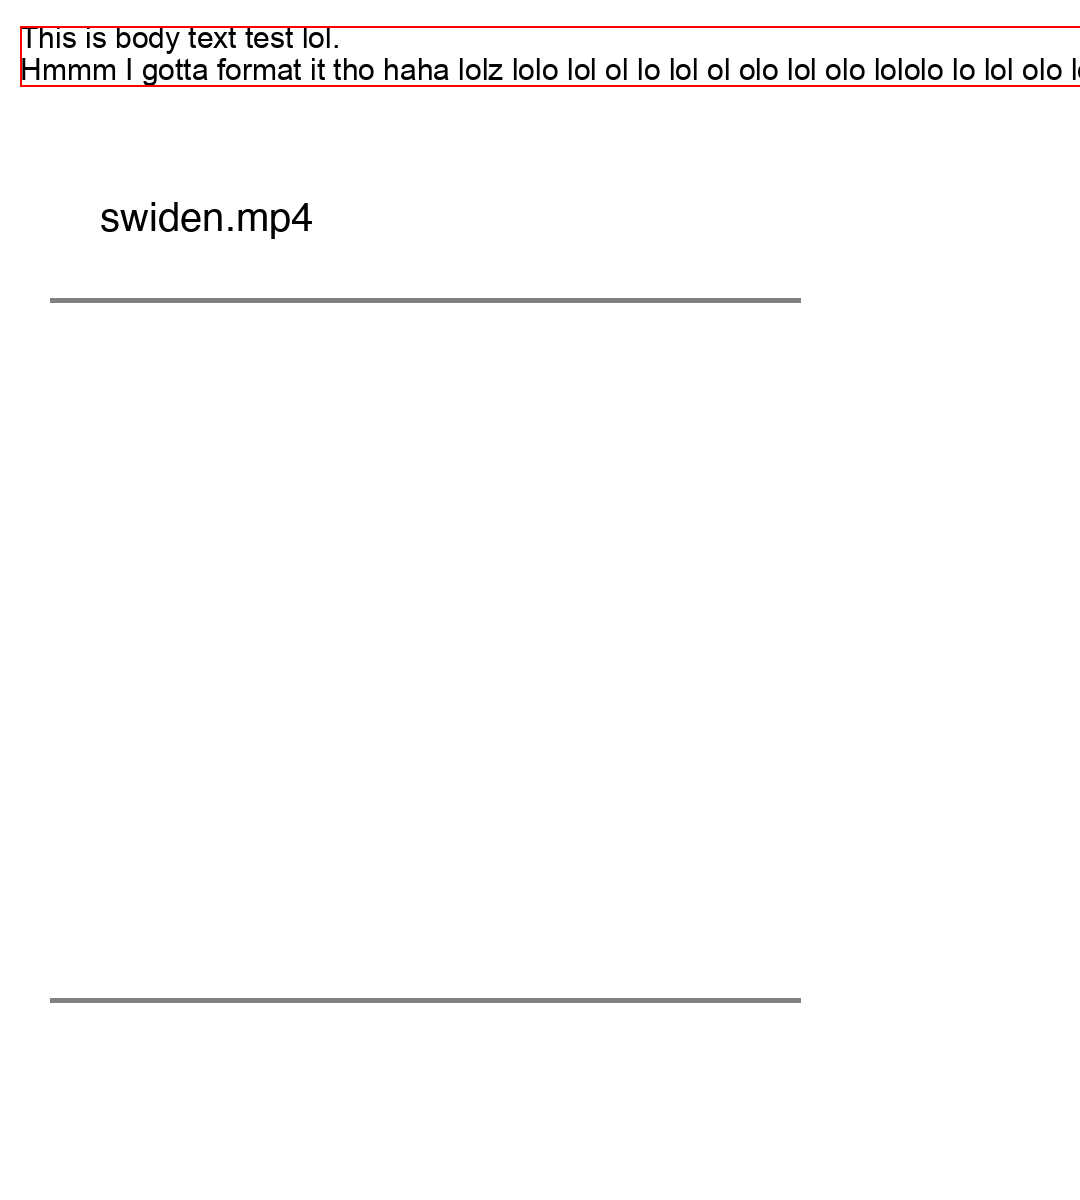 This is body text test lol.
Hmmm I gotta format it tho haha lolz lolo lol ol lo lol ol olo lol olo lololo lo lol olo
swiden.mp4